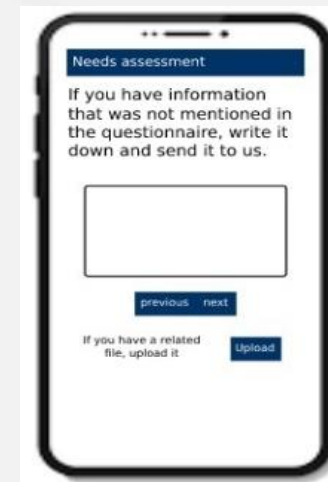 Needs assessment
If you have information
that was not mentioned in
the questionnaire, write it
down and send it to us.
previous next
If you have a related
file, upload it
Upload